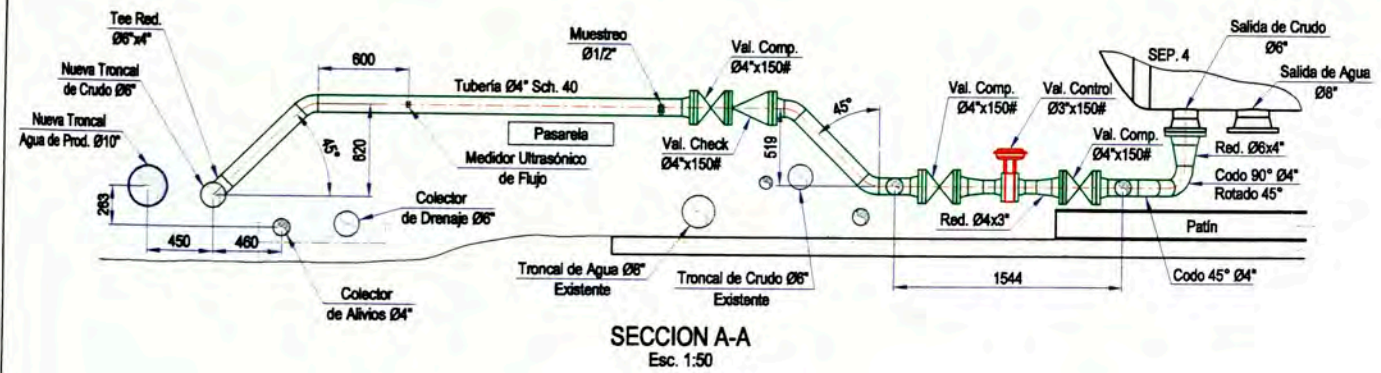 Tee Red.
Ø6"x4"
Nueva Troncal
de Crudo Ø6"
Nueva Troncal
Agua de Prod. Ø10"
600
Tubería Ø4" Sch. 40
Pasarela
45°
620
Medidor Ultrasónico
de Flujo
Muestreo
Ø1/2"
Val. Comp.
Ø4"x150#
Val. Check
Ø4"x150#
45°
519
Val. Comp.
Ø4"x150#
Val. Control
Ø3"x150#
Val. Comp.
Ø4"x150#
SEP. 4
Salida de Crudo
Ø6"
Salida de Agua
Ø6"
Red. Ø6x4"
Codo 90° Ø4"
Rotado 45°
Red. Ø4x3"
Patín
263
450
460
Colector
de Drenaje Ø6"
Colector
de Alivios Ø4"
Troncal de Agua Ø6"
Existente
Troncal de Crudo Ø6"
Existente
1544
Codo 45° Ø4"
SECCION A-A
Esc. 1:50